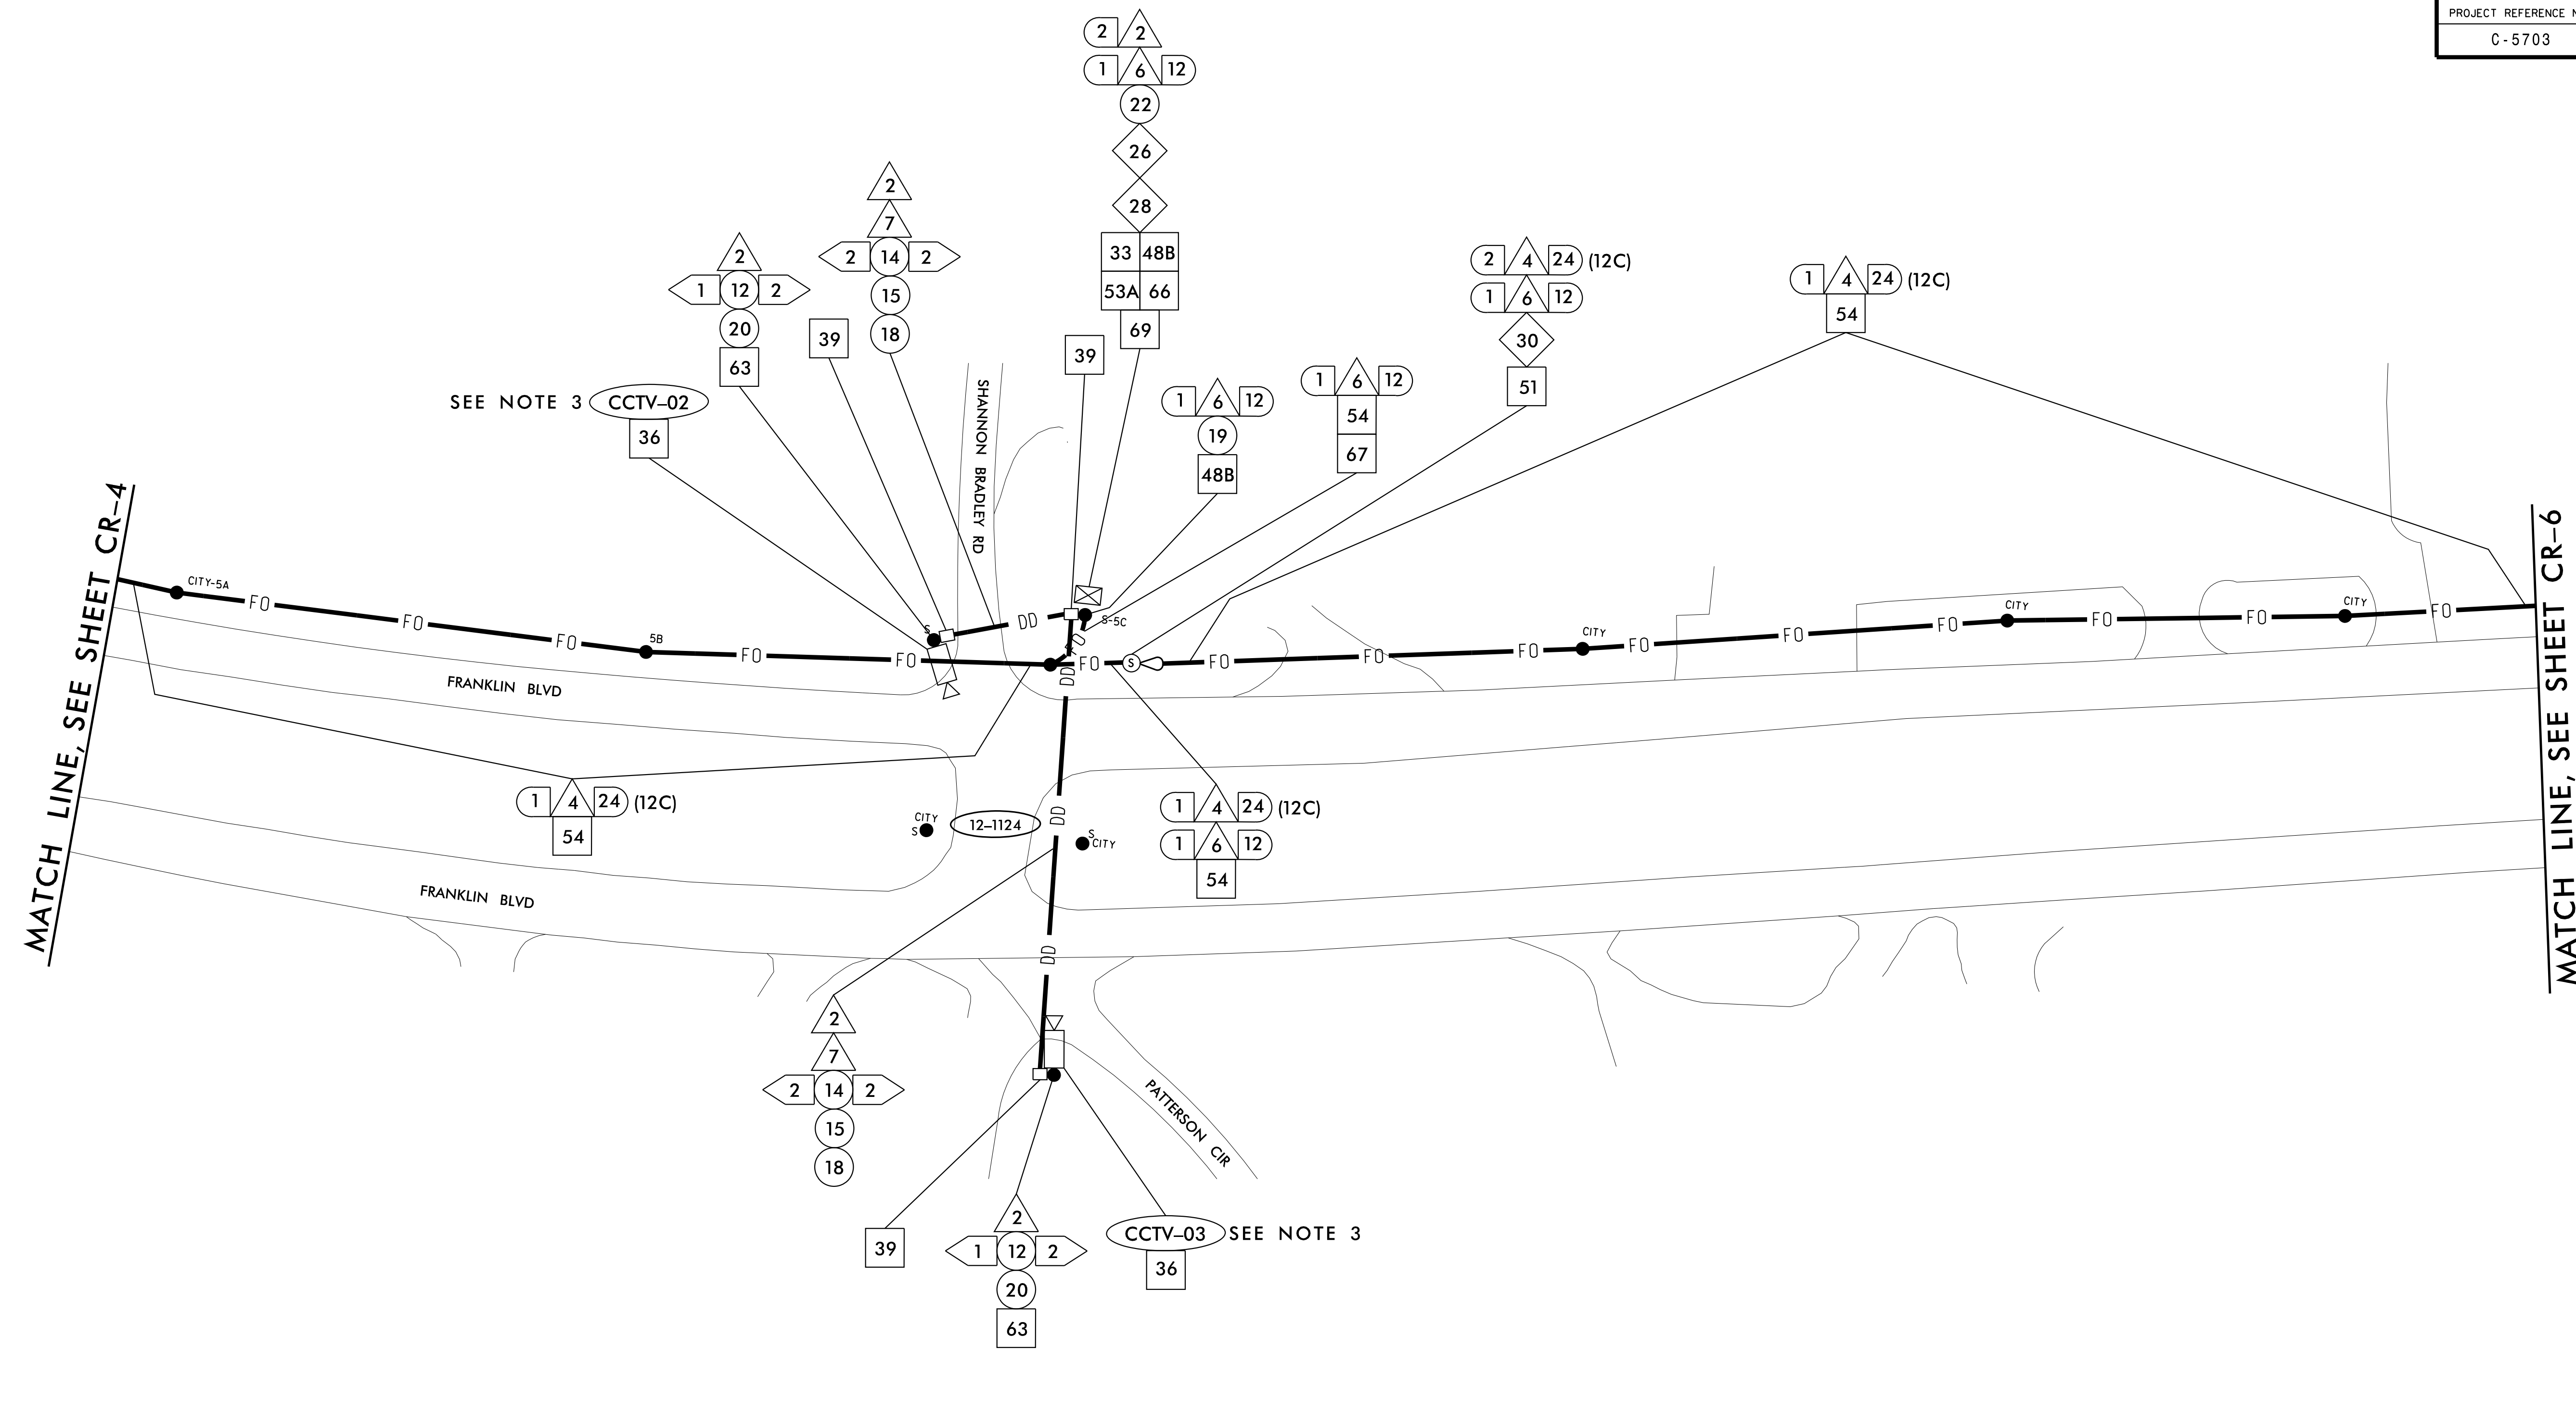 PROJECT REFERENCE N
C-5703
2 2
1 6 12
22
26
28
33 48B
53A 66
69
2
7
2 14 2
15
18
2
1 12 2
20
63
39
SEE NOTE 3 CCTV–02
36
39
1 6 12
19
48B
1 6 12
54
67
2 4 24 (12C)
1 6 12
30
51
1 4 24 (12C)
54
SHANNON BRADLEY RD
MATCH LINE, SEE SHEET CR–4
MATCH LINE, SEE SHEET CR–6
CITY-5A
FO
FO
FO
5B
FO
FO
S
DD
S-5C
FO
DD
FO
S
FO
FO
FO
CITY
FO
FO
FO
CITY
FO
FO
CITY
FO
FRANKLIN BLVD
1 4 24 (12C)
54
CITY
S
12–1124
DD
S
CITY
1 4 24 (12C)
1 6 12
54
FRANKLIN BLVD
DD
2
7
2 14 2
15
18
PATTERSON CIR
39
2
1 12 2
20
63
CCTV–03 SEE NOTE 3
36